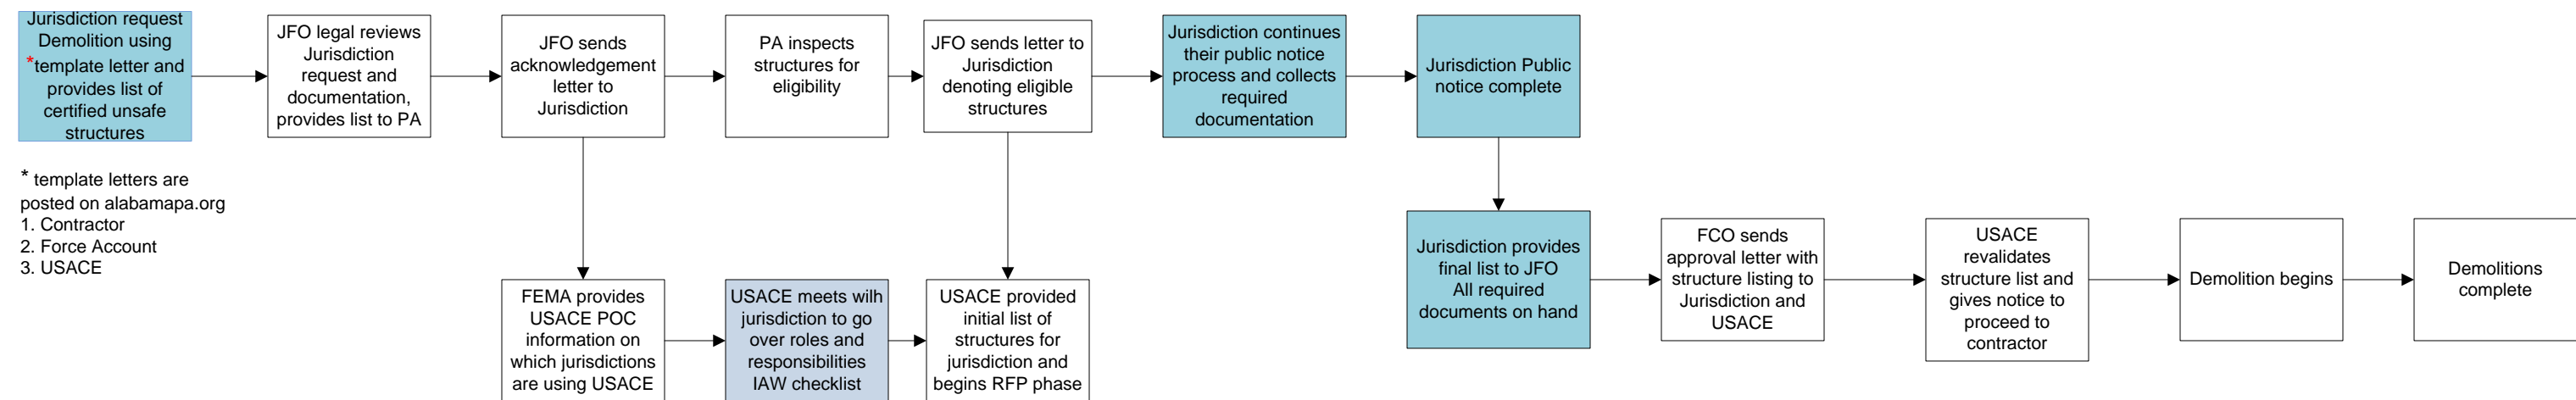 Jurisdiction request
Demolition using
*template letter and
provides list of
certified unsafe
structures
JFO legal reviews
Jurisdiction
request and
documentation,
provides list to PA
JFO sends
acknowledgement
letter to
Jurisdiction
PA inspects
structures for
eligibility
JFO sends letter to
Jurisdiction
denoting eligible
structures
Jurisdiction continues
their public notice
process and collects
required
documentation
Jurisdiction Public
notice complete
* template letters are
posted on alabamapa.org
1. Contractor
2. Force Account
3. USACE
FEMA provides
USACE POC
information on
which jurisdictions
are using USACE
USACE meets wilh
jurisdiction to go
over roles and
responsibilities
IAW checklist
USACE provided
initial list of
structures for
jurisdiction and
begins RFP phase
Jurisdiction provides
final list to JFO
All required
documents on hand
FCO sends
approval letter with
structure listing to
Jurisdiction and
USACE
USACE
revalidates
structure list and
gives notice to
proceed to
contractor
Demolition begins
Demolitions
complete